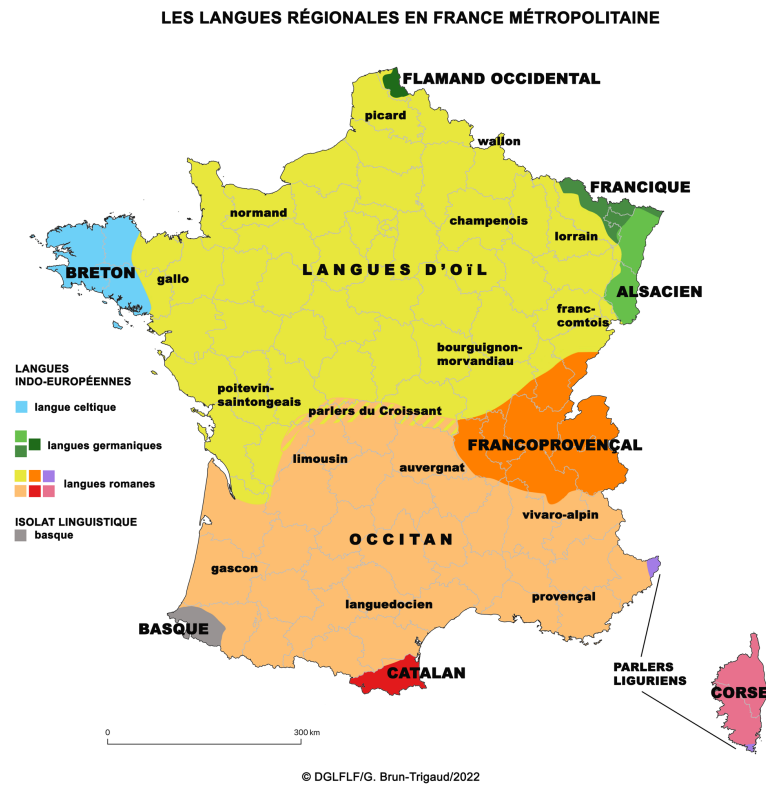 LES LANGUES RÉGIONALES EN FRANCE MÉTROPOLITAINE
FLAMAND OCCIDENTAL
picard
wallon
FRANCIQUE
normand
champenois
lorrain
LANGUES D'OïL
BRETON
gallo
ALSACIEN
franc-
comtois
bourguignon-
morvandiau
LANGUES
INDO-EUROPÉENNES
langue celtique
langues germaniques
langues romanes
ISOLAT LINGUISTIQUE
basque
poitevin-
saintongeais
parlers du Croissant
FRANCOPROVENÇAL
limousin
auvergnat
vivaro-alpin
OCCITAN
gascon
languedocien
provençal
BASQUE
CATALAN
PARLERS
LIGURIENS
CORSE
0
300 km
© DGLFLF/G. Brun-Trigaud/2022